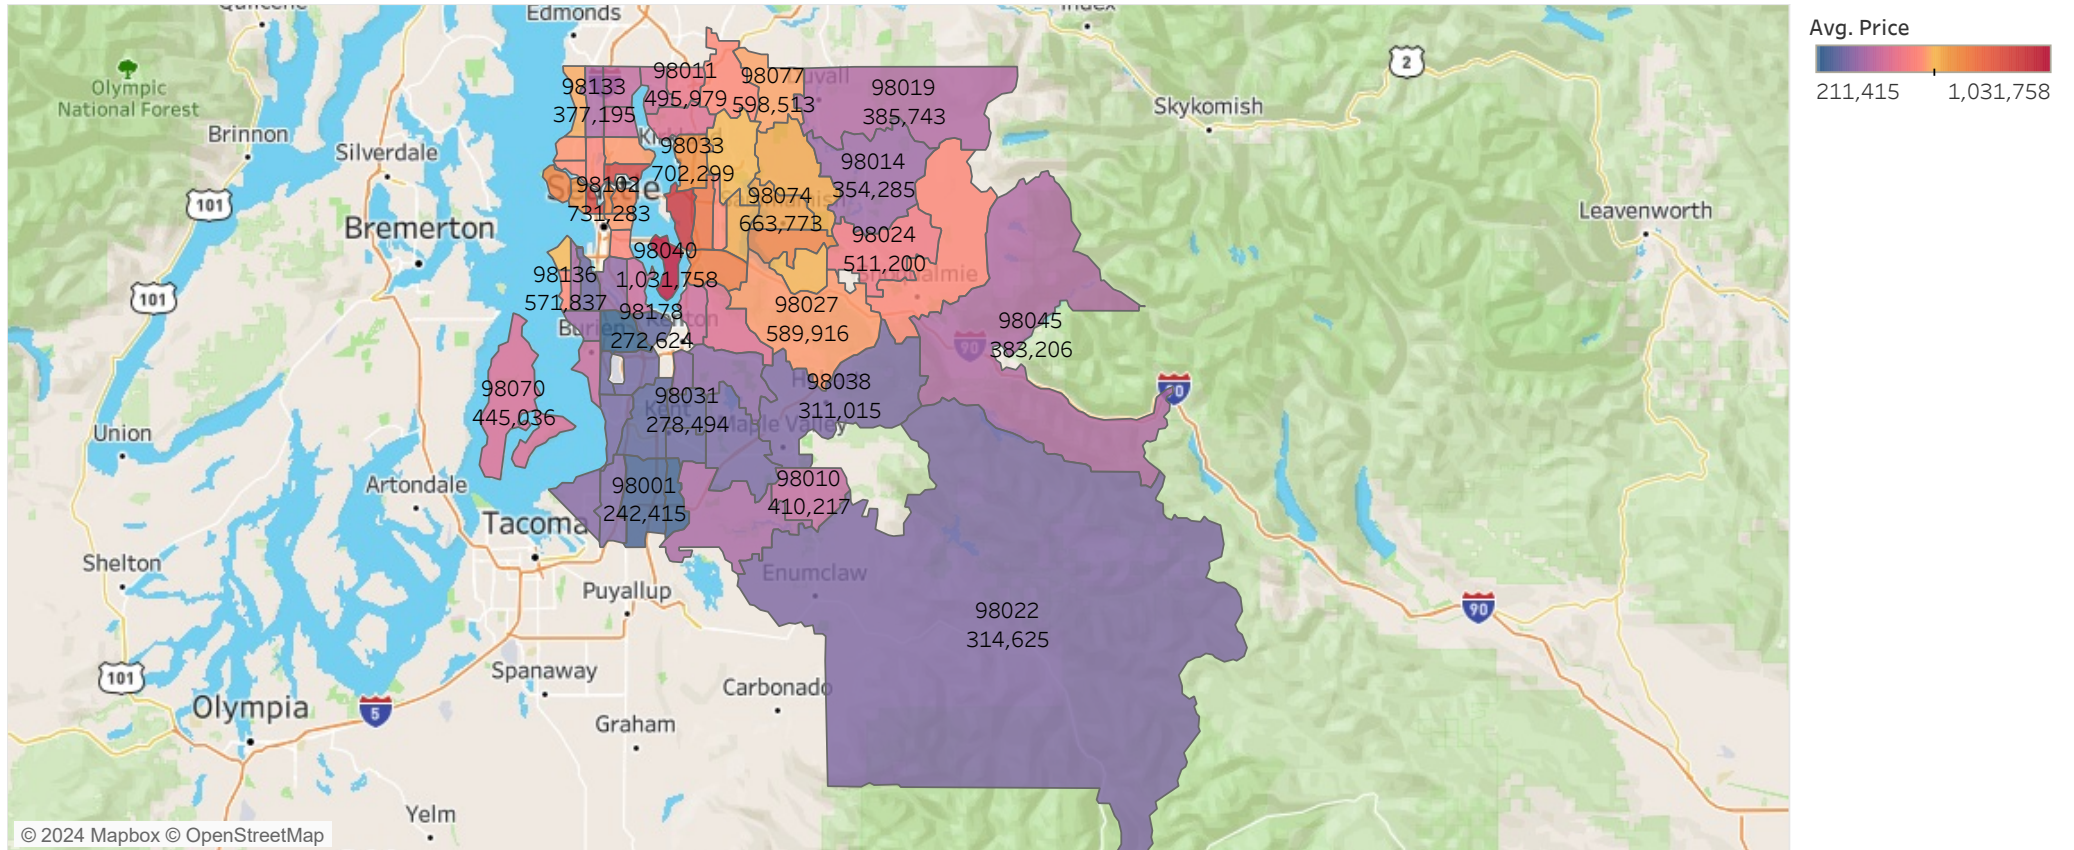 Edmonds
Index
Olympic
National Forest
Brinnon
Silverdale
Bremerton
Union
Artondale
Tacoma
Shelton
Puyallup
Spanaway
Olympia
Graham
Carbonado
Yelm
Enumclaw
Skykomish
Leavenworth
Kent
Maple Valley
101
101
101
5
2
90
90
90
98133
377,195
98011
495,979
98077
598,513
98019
385,743
98033
702,299
98014
354,285
98102
731,283
98074
663,773
98024
511,200
98040
1,031,758
98136
571,837
98027
589,916
98178
272,624
98045
383,206
98070
445,036
98031
278,494
98038
311,015
98001
242,415
98010
410,217
98022
314,625
© 2024 Mapbox © OpenStreetMap
Avg. Price
211,415
1,031,758